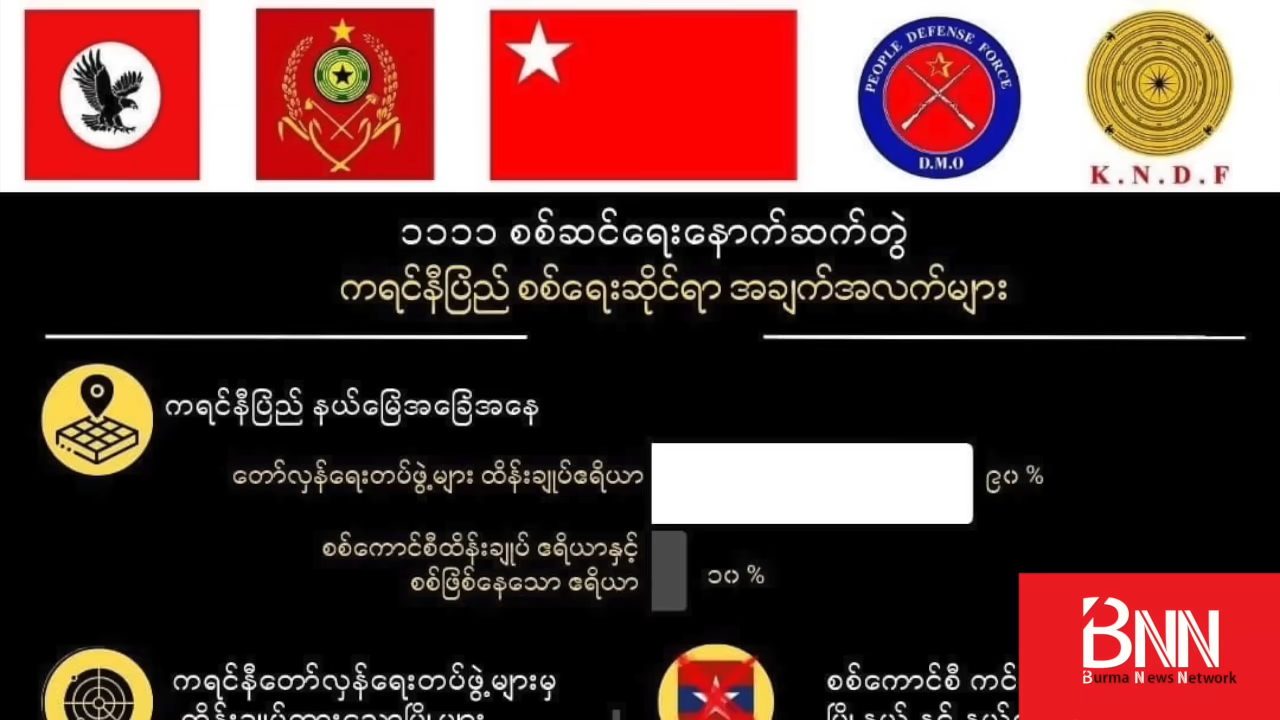 PEOPLE DEFENSE FORCE
D.M.O
K.N.D.F
၁၁၁၁ စစ်ဆင်ရေးနောက်ဆက်တွဲ
ကရင်နီပြည် စစ်ရေးဆိုင်ရာ အချက်အလက်များ
ကရင်နီပြည် နယ်မြေအခြေအနေ
တော်လှန်ရေးတပ်ဖွဲ့များ ထိန်းချုပ်ဧရိယာ
၉၀ %
စစ်ကောင်စီထိန်းချုပ် ဧရိယာနှင့်
စစ်ဖြစ်နေသော ဧရိယာ
၁၀ %
ကရင်နီတော်လှန်ရေးတပ်ဖွဲ့များမှ
စစ်ကောင်စီ
BNN
Burma News Network